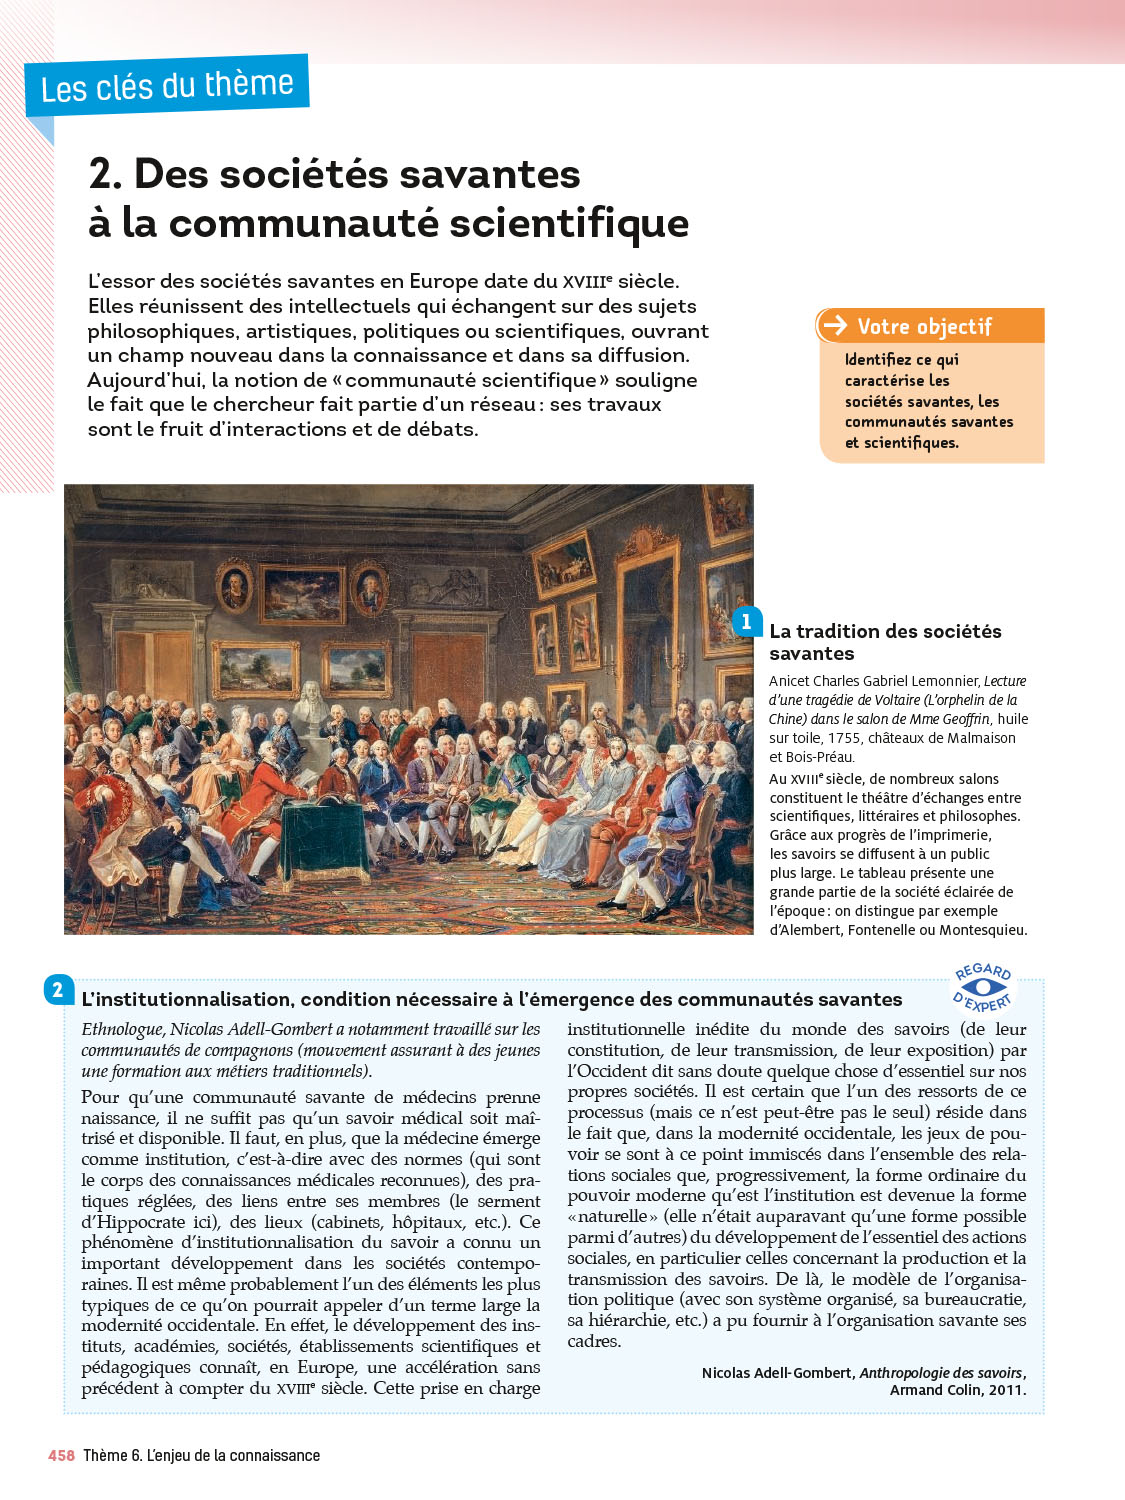 Les clés du thème
2. Des sociétés savantes
à la communauté scientifique
L'essor des sociétés savantes en Europe date du XVIIIe siècle.
Elles réunissent des intellectuels qui échangent sur des sujets
philosophiques, artistiques, politiques ou scientifiques, ouvrant
un champ nouveau dans la connaissance et dans sa diffusion.
Aujourd'hui, la notion de « communauté scientifique » souligne
le fait que le chercheur fait partie d'un réseau : ses travaux
sont le fruit d'interactions et de débats.
Votre objectif
Identifiez ce qui
caractérise les
sociétés savantes, les
communautés savantes
et scientifiques.
1
La tradition des sociétés
savantes
Anicet Charles Gabriel Lemonnier, Lecture
d'une tragédie de Voltaire (L'orphelin de la
Chine) dans le salon de Mme Geoffrin, huile
sur toile, 1755, châteaux de Malmaison
et Bois-Préau.
Au XVIIIe siècle, de nombreux salons
constituent le théâtre d'échanges entre
scientifiques, littéraires et philosophes.
Grâce aux progrès de l'imprimerie,
les savoirs se diffusent à un public
plus large. Le tableau présente une
grande partie de la société éclairée de
l'époque : on distingue par exemple
d'Alembert, Fontenelle ou Montesquieu.
2
L'institutionnalisation, condition nécessaire à l'émergence des communautés savantes
REGARD
D'EXPERT
Ethnologue, Nicolas Adell-Gombert a notamment travaillé sur les
communautés de compagnons (mouvement assurant à des jeunes
une formation aux métiers traditionnels).
Pour qu'une communauté savante de médecins prenne
naissance, il ne suffit pas qu'un savoir médical soit maî-
trisé et disponible. Il faut, en plus, que la médecine émerge
comme institution, c'est-à-dire avec des normes (qui sont
le corps des connaissances médicales reconnues), des pra-
tiques réglées, des liens entre ses membres (le serment
d'Hippocrate ici), des lieux (cabinets, hôpitaux, etc.). Ce
phénomène d'institutionnalisation du savoir a connu un
important développement dans les sociétés contempo-
raines. Il est même probablement l'un des éléments les plus
typiques de ce qu'on pourrait appeler d'un terme large la
modernité occidentale. En effet, le développement des ins-
tituts, académies, sociétés, établissements scientifiques et
pédagogiques connaît, en Europe, une accélération sans
précédent à compter du XVIIIe siècle. Cette prise en charge
institutionnelle inédite du monde des savoirs (de leur
constitution, de leur transmission, de leur exposition) par
l'Occident dit sans doute quelque chose d'essentiel sur nos
propres sociétés. Il est certain que l'un des ressorts de ce
processus (mais ce n'est peut-être pas le seul) réside dans
le fait que, dans la modernité occidentale, les jeux de pou-
voir se sont à ce point immiscés dans l'ensemble des rela-
tions sociales que, progressivement, la forme ordinaire du
pouvoir moderne qu'est l'institution est devenue la forme
« naturelle » (elle n'était auparavant qu'une forme possible
parmi d'autres) du développement de l'essentiel des actions
sociales, en particulier celles concernant la production et la
transmission des savoirs. De là, le modèle de l'organisa-
tion politique (avec son système organisé, sa bureaucratie,
sa hiérarchie, etc.) a pu fournir à l'organisation savante ses
cadres.
Nicolas Adell-Gombert, Anthropologie des savoirs,
Armand Colin, 2011.
458 Thème 6. L'enjeu de la connaissance